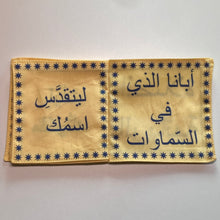 أبانا الذي
في
السّماوات
ليتقدَّسِ
اسمُك